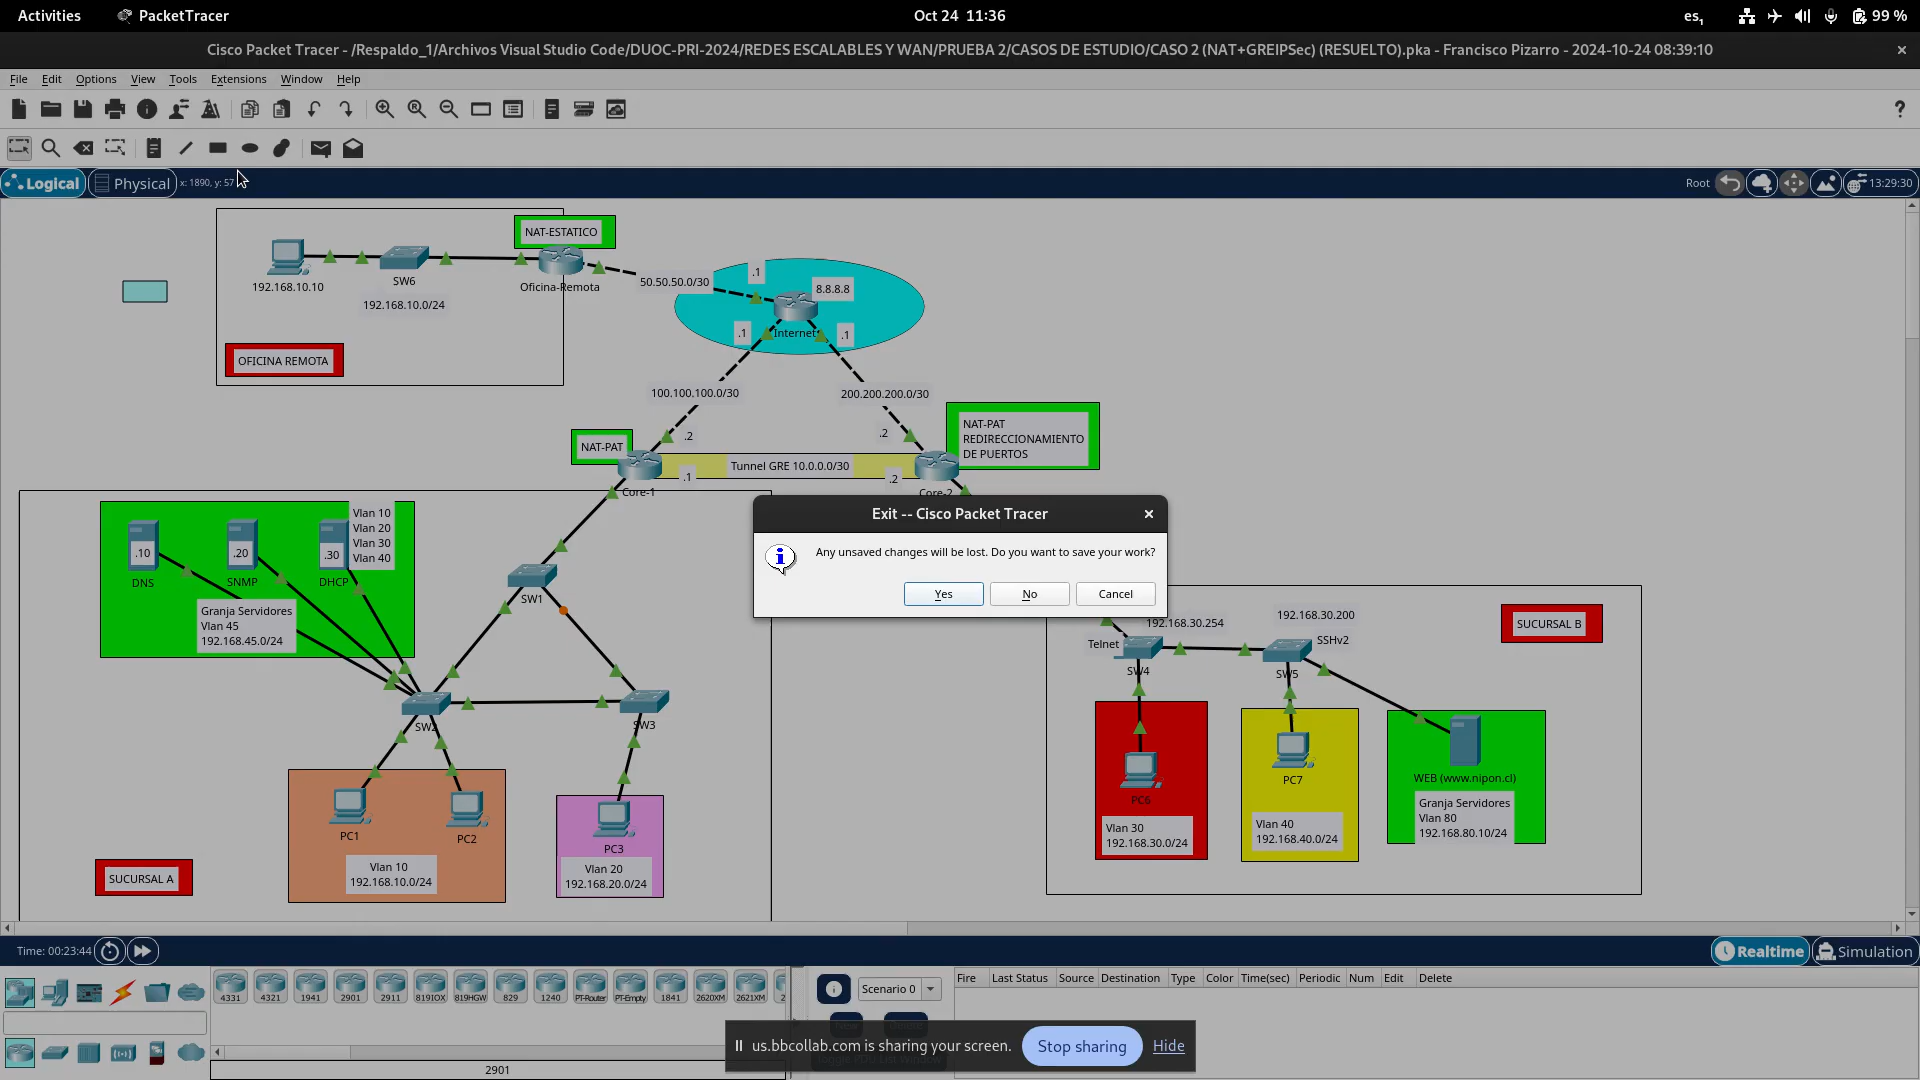 Activities
PacketTracer
Oct 24 11:36
es1
99 %
Cisco Packet Tracer - /Respaldo_1/Archivos Visual Studio Code/DUOC-PRI-2024/REDES ESCALABLES Y WAN/PRUEBA 2/CASOS DE ESTUDIO/CASO 2 (NAT+GREIPSec) (RESUELTO).pka - Francisco Pizarro - 2024-10-24 08:39:10
File Edit Options View Tools Extensions Window Help
Logical
Physical
x: 1890, y: 57
Root
13:29:30
NAT-ESTATICO
192.168.10.10
SW6
192.168.10.0/24
Oficina-Remota
OFICINA REMOTA
50.50.50.0/30
.1
8.8.8.8
Internet
.1
.1
100.100.100.0/30
200.200.200.0/30
NAT-PAT
.2
.2
NAT-PAT
REDIRECCIONAMIENTO
DE PUERTOS
Tunnel GRE 10.0.0.0/30
.1
.2
Core-1
Core-2
Vlan 10
Vlan 20
Vlan 30
Vlan 40
.10
.20
.30
DNS
SNMP
DHCP
Granja Servidores
Vlan 45
192.168.45.0/24
SW1
SW2
SW3
PC1
PC2
Vlan 10
192.168.10.0/24
PC3
Vlan 20
192.168.20.0/24
SUCURSAL A
Exit -- Cisco Packet Tracer
Any unsaved changes will be lost. Do you want to save your work?
Yes
No
Cancel
192.168.30.254
192.168.30.200
SUCURSAL B
Telnet
SSHv2
SW4
SW5
PC6
Vlan 30
192.168.30.0/24
PC7
Vlan 40
192.168.40.0/24
WEB (www.nipon.cl)
Granja Servidores
Vlan 80
192.168.80.10/24
Time: 00:23:44
Realtime
Simulation
4331 4321 1941 2901 2911 819IOX 819HGW 829 1240 PT-Router PT-Empty 1841 2620XM 2621XM
2901
Scenario 0
Fire Last Status Source Destination Type Color Time(sec) Periodic Num Edit Delete
us.bbcollab.com is sharing your screen.
Stop sharing
Hide